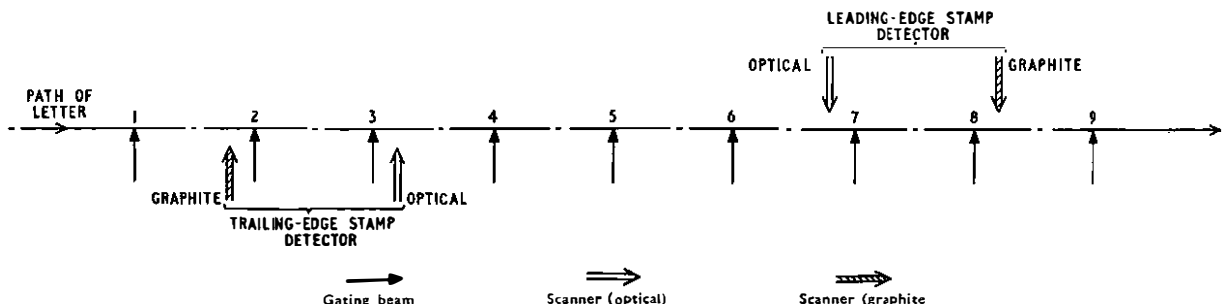 LEADING-EDGE STAMP
DETECTOR
OPTICAL
GRAPHITE
PATH OF
LETTER
1 2 3 4 5 6 7 8 9
GRAPHITE
OPTICAL
TRAILING-EDGE STAMP
DETECTOR
Gating beam
Scanner (optical)
Scanner (graphite